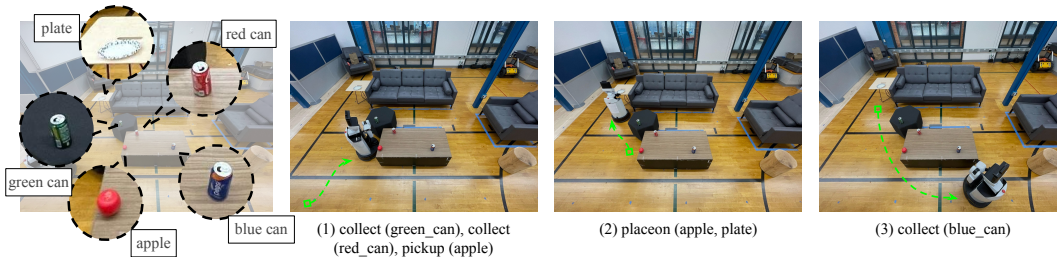 plate
red can
green can
apple
blue can
(1) collect (green_can), collect
(red_can), pickup (apple)
(2) placeon (apple, plate)
(3) collect (blue_can)